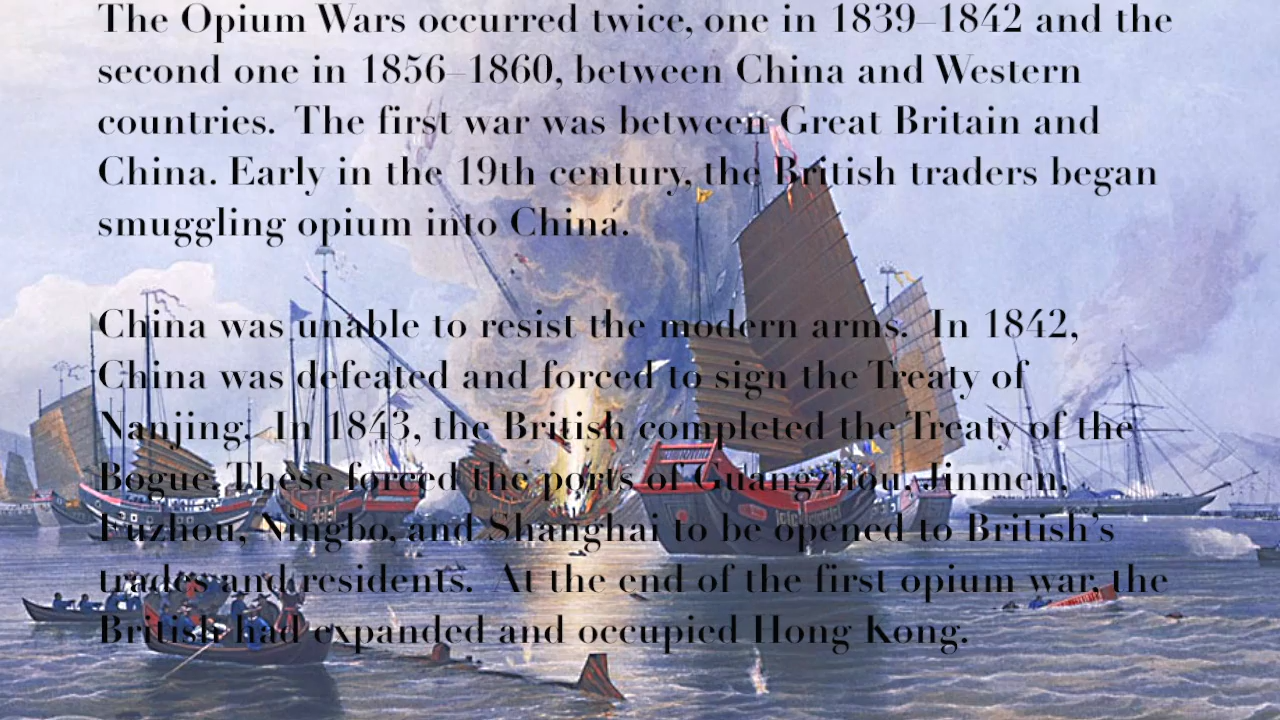 The Opium Wars occurred twice, one in 1839–1842 and the
second one in 1856–1860, between China and Western
countries. The first war was between Great Britain and
China. Early in the 19th century, the British traders began
smuggling opium into China.
China was unable to resist the modern arms. In 1842,
China was defeated and forced to sign the Treaty of
Nanjing. In 1843, the British completed the Treaty of the
Bogue. These forced the ports of Guangzhou, Jinmen,
Fuzhou, Ningbo, and Shanghai to be opened to British's
trades and residents. At the end of the first opium war, the
British had expanded and occupied Hong Kong.